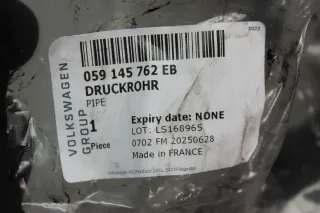 VOLKSWAGEN
GROUP
059 145 762 EB
DRUCKROHR
PIPE
1
Piece
Expiry date: NONE
LOT: LS168965
0702 FM 20250628
Made in FRANCE